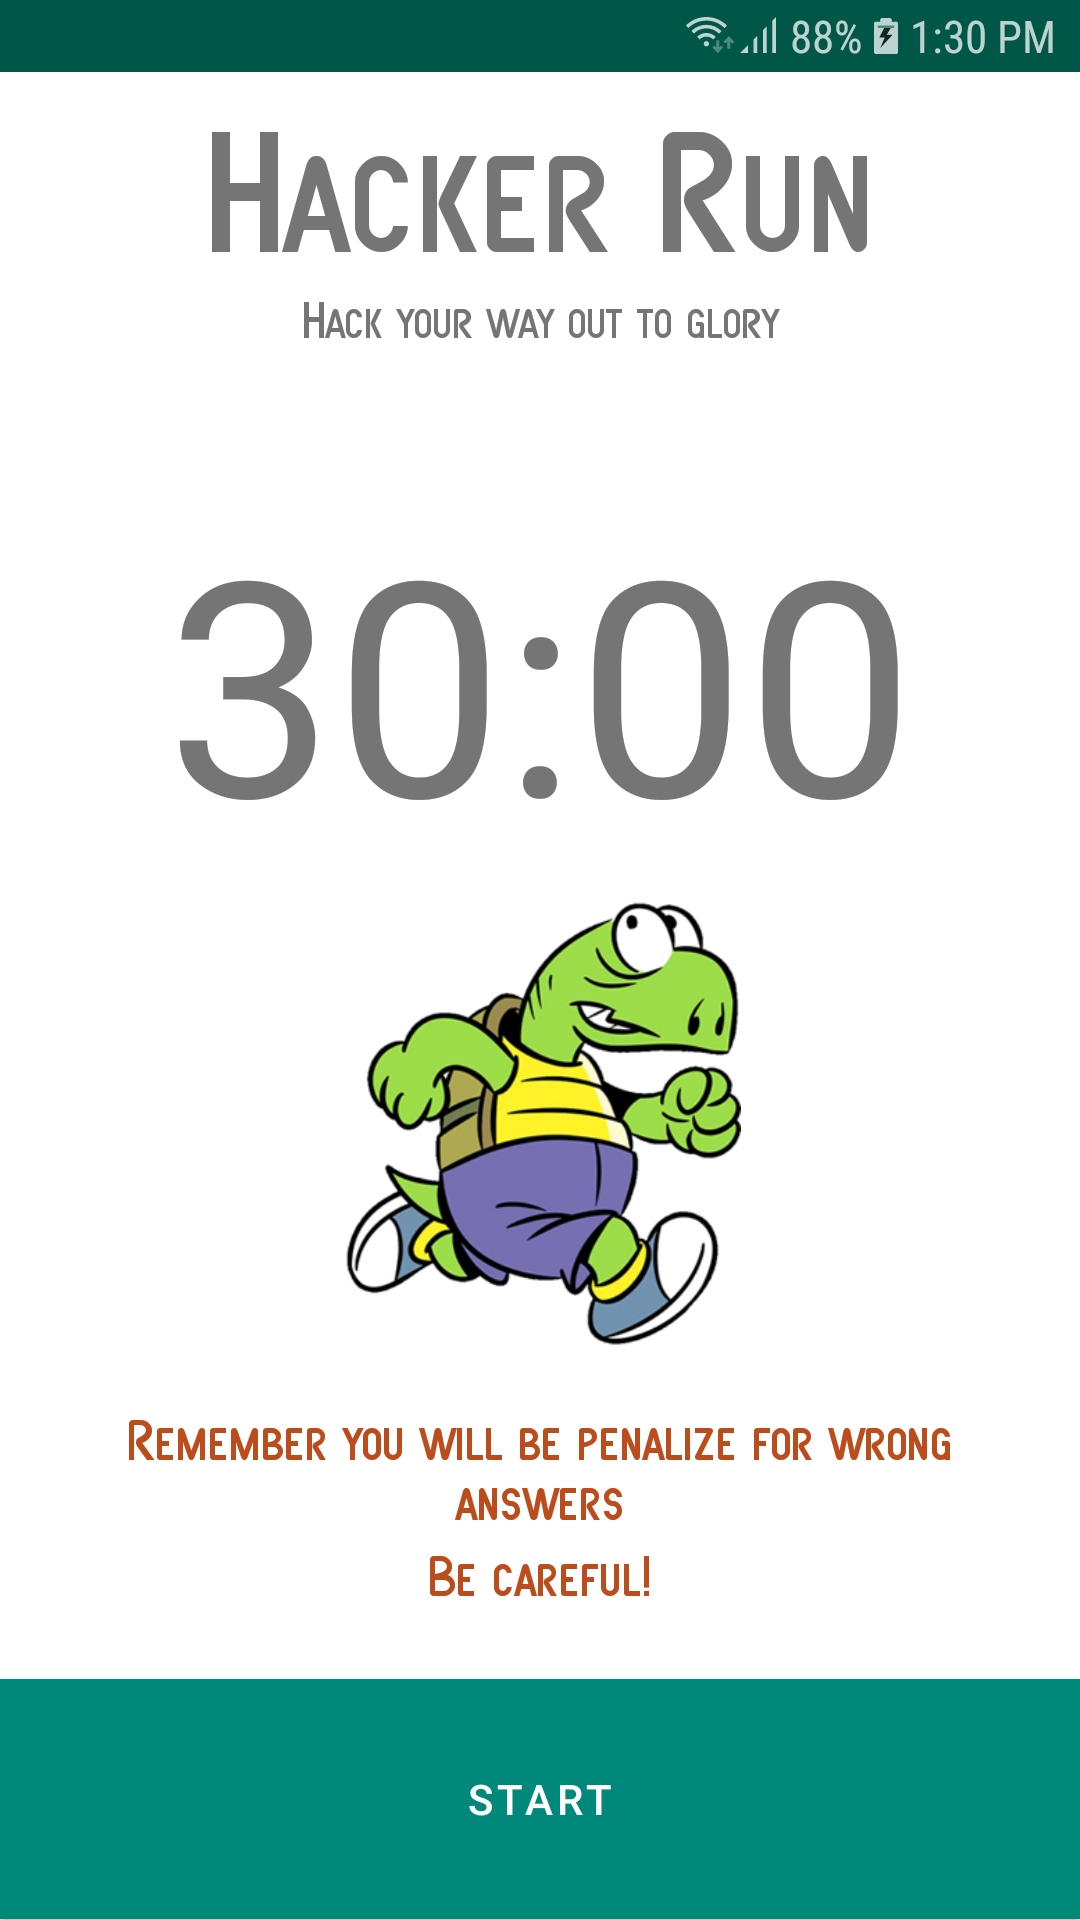 88% 1:30 PM
Hacker Run
Hack your way out to glory
30:00
Remember you will be penalize for wrong
answers
Be careful!
START